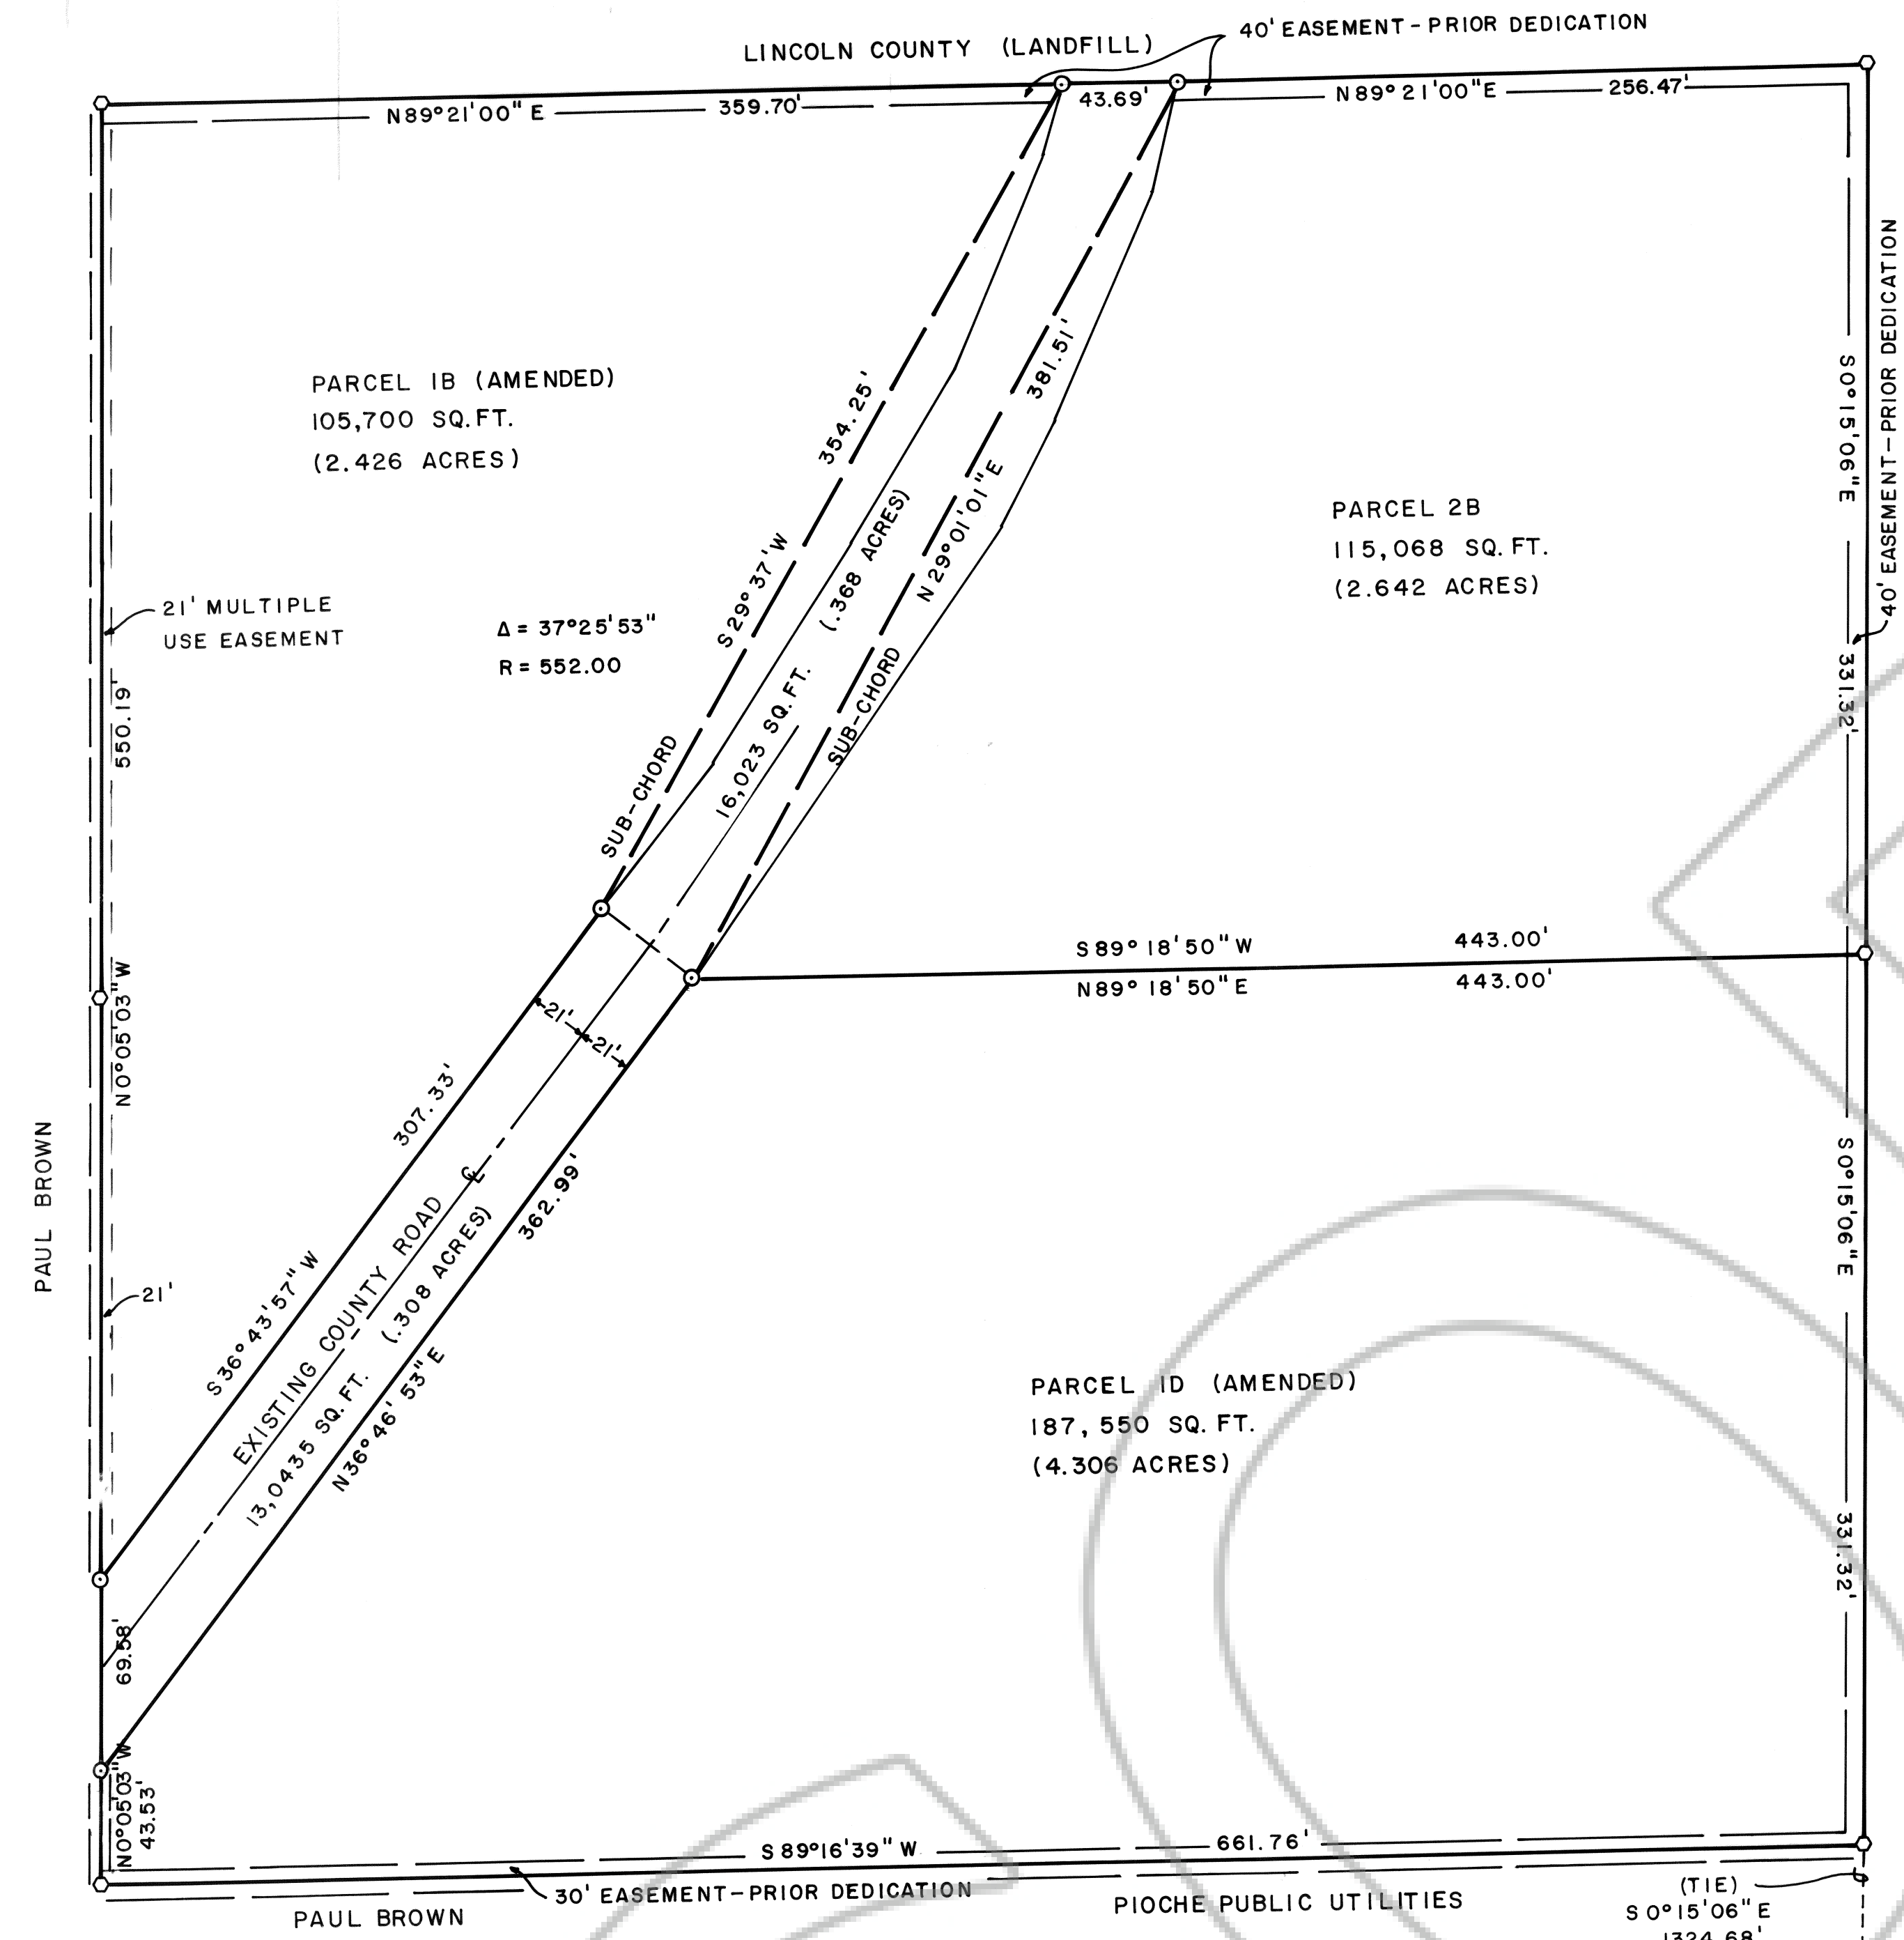 LINCOLN COUNTY (LANDFILL)
40' EASEMENT-PRIOR DEDICATION
N89°21'00"E
359.70'
43.69'
N89°21'00"E
256.47'
40' EASEMENT-PRIOR DEDICATION
S0°15'06"E
331.32'
PARCEL 1B (AMENDED)
105,700 SQ.FT.
(2.426 ACRES)
354.25'
381.51'
S29°37'W
SUB-CHORD
16,023 SQ.FT. (.368 ACRES)
N29°01'01"E
SUB-CHORD
PARCEL 2B
115,068 SQ.FT.
(2.642 ACRES)
21' MULTIPLE
USE EASEMENT
Δ = 37°25'53"
R = 552.00
550.19'
N0°05'03"W
S89°18'50"W
443.00'
N89°18'50"E
443.00'
21'
21'
307.33'
S36°43'57"W
EXISTING COUNTY ROAD ℄
13,0435 SQ.FT. (.308 ACRES)
362.99'
N36°46'53"E
PAUL BROWN
21'
S0°15'06"E
331.32'
PARCEL 1D (AMENDED)
187,550 SQ.FT.
(4.306 ACRES)
69.58'
N0°05'03"W
43.53'
S89°16'39"W
661.76'
30' EASEMENT-PRIOR DEDICATION
PAUL BROWN
PIOCHE PUBLIC UTILITIES
(TIE)
S0°15'06"E
1324.68'